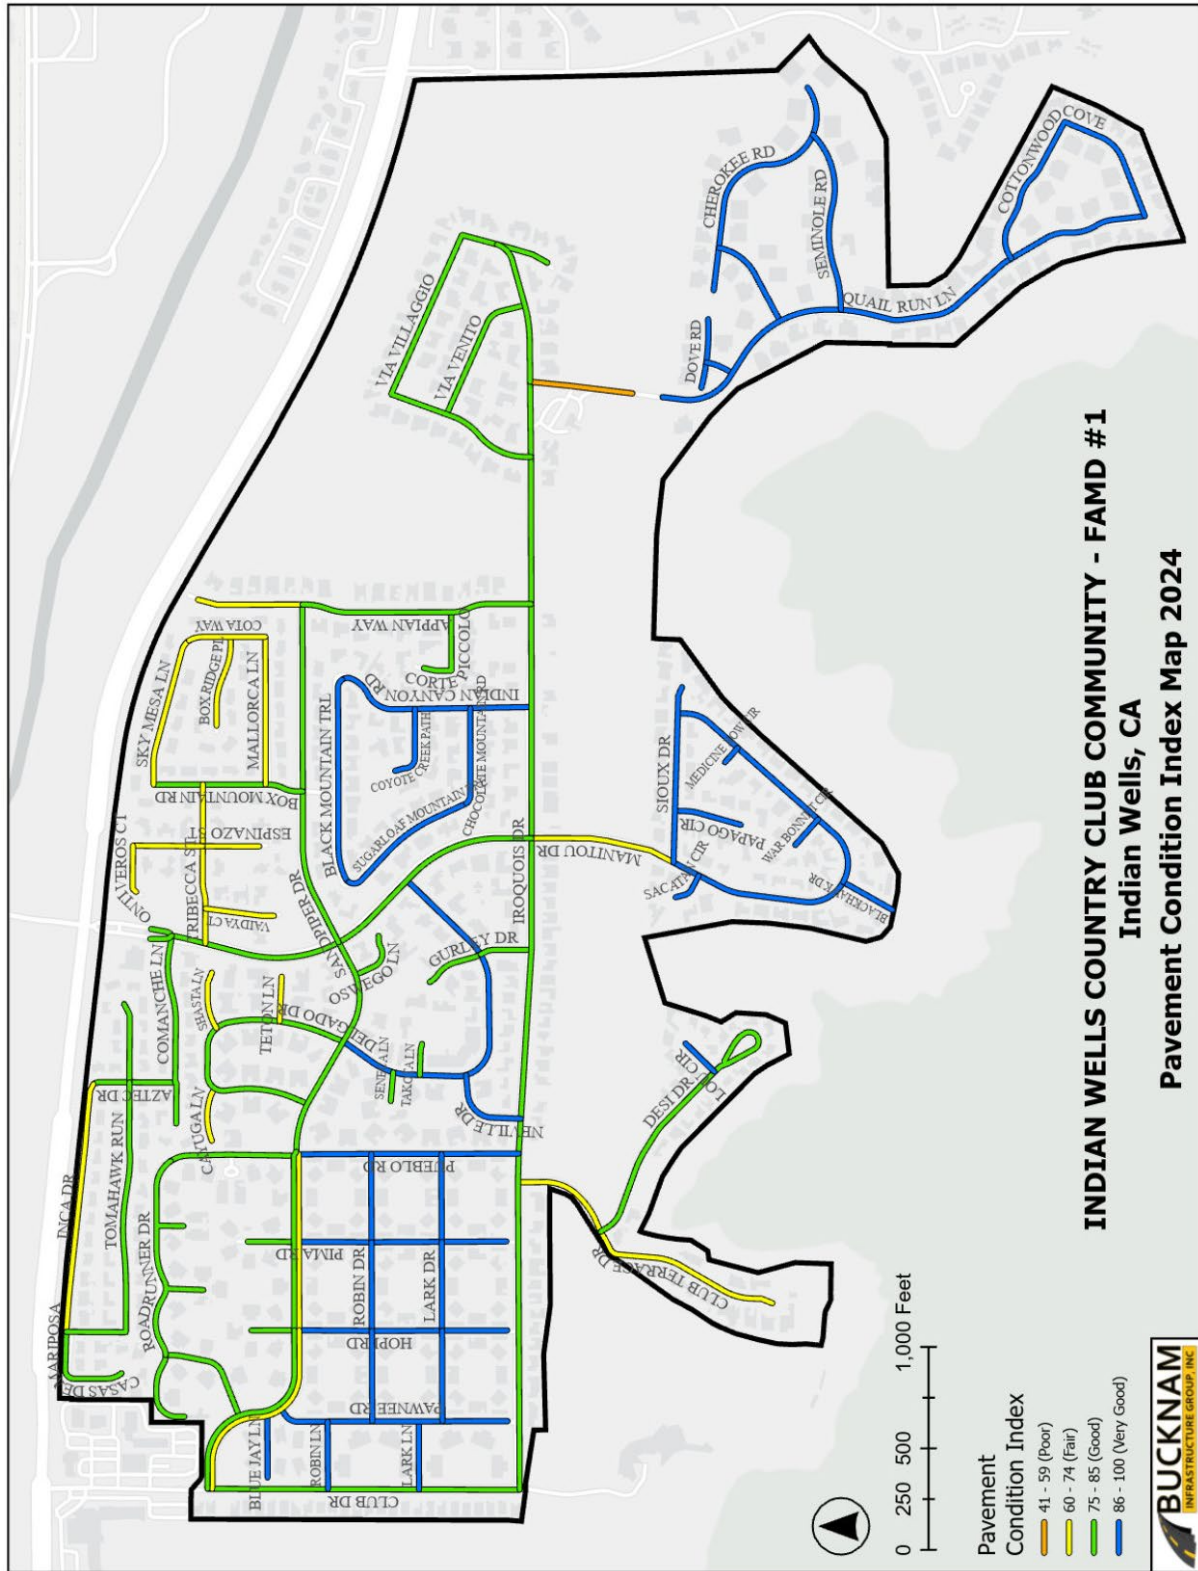 INDIAN WELLS COUNTRY CLUB COMMUNITY - FAMD #1
Indian Wells, CA
Pavement Condition Index Map 2024
MARIPOSA
CASAS DE
INCA DR
TOMAHAWK RUN
AZTEC DR
COMANCHE LN
ROADRUNNER DR
CAYUGA LN
SHASTA LN
TETON LN
DELGADO DR
ONTIVEROS CT
TRIBECCA ST
VAIDYA CT
ESPINAZO ST
BOX MOUNTAIN RD
SKY MESA LN
BOX RIDGE PL
MALLORCA LN
COTA WAY
SANDPIPER DR
OSWEGO LN
BLACK MOUNTAIN TRL
SUGARLOAF MOUNTAIN
CHOCOLATE MOUNTAIN RD
COYOTE CREEK PATH
INDIAN CANYON RD
CORTE PICCOLO
APPIAN WAY
VIA VILLAGGIO
VIA VENITO
IROQUOIS DR
GURLEY DR
SENECA LN
TAKOTA LN
NEVILLE DR
PUEBLO RD
PIMA RD
ROBIN DR
LARK DR
HOPI RD
PAWNEE RD
BLUE JAY LN
ROBIN LN
LARK LN
CLUB DR
CLUB TERRACE DR
DESI DR
LOU CIR
MANITOU DR
SIOUX DR
SACATAN CIR
PAPAGO CIR
MEDICINE BOW CIR
WAR BONNET CIR
BLACKHAWK DR
DOVE RD
CHEROKEE RD
SEMINOLE RD
QUAIL RUN LN
COTTONWOOD COVE
0 250 500 1,000 Feet
Pavement
Condition Index
41 - 59 (Poor)
60 - 74 (Fair)
75 - 85 (Good)
86 - 100 (Very Good)
BUCKNAM
INFRASTRUCTURE GROUP, INC